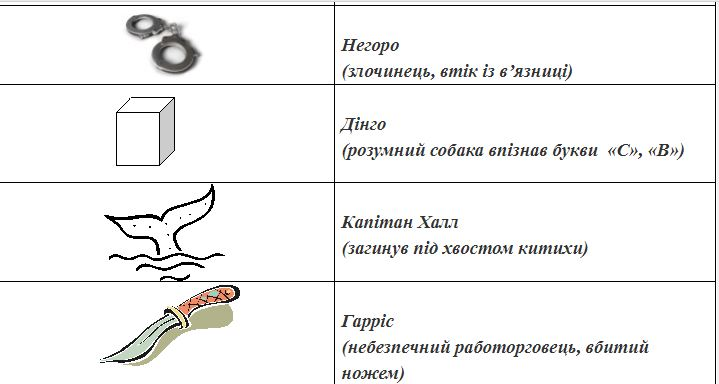 Негоро
(злочинець, втік із в’язниці)
Дінго
(розумний собака впізнав букви «С», «В»)
Капітан Халл
(загинув під хвостом китихи)
Гарріс
(небезпечний работорговець, вбитий
ножем)